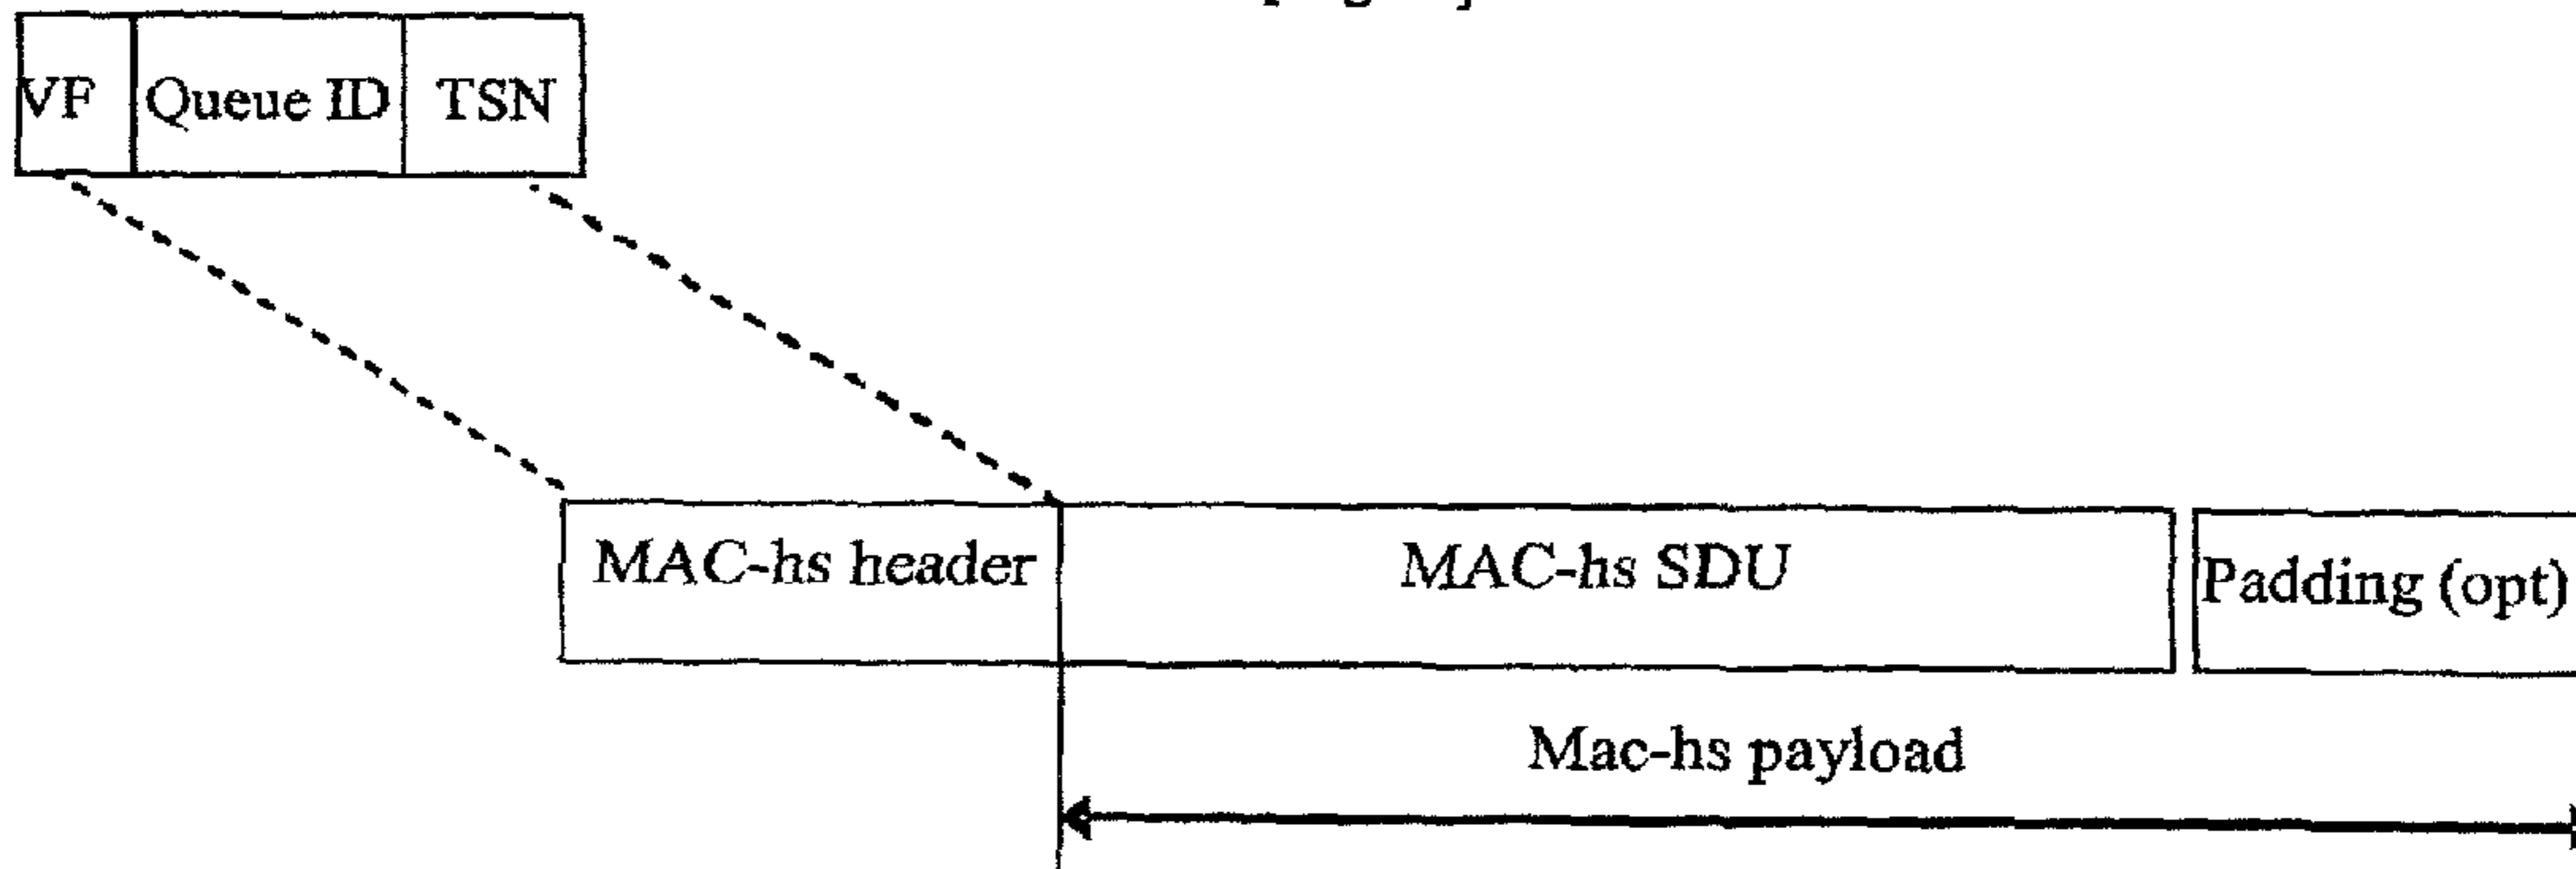 VF Queue ID TSN
MAC-hs header MAC-hs SDU Padding (opt)
Mac-hs payload